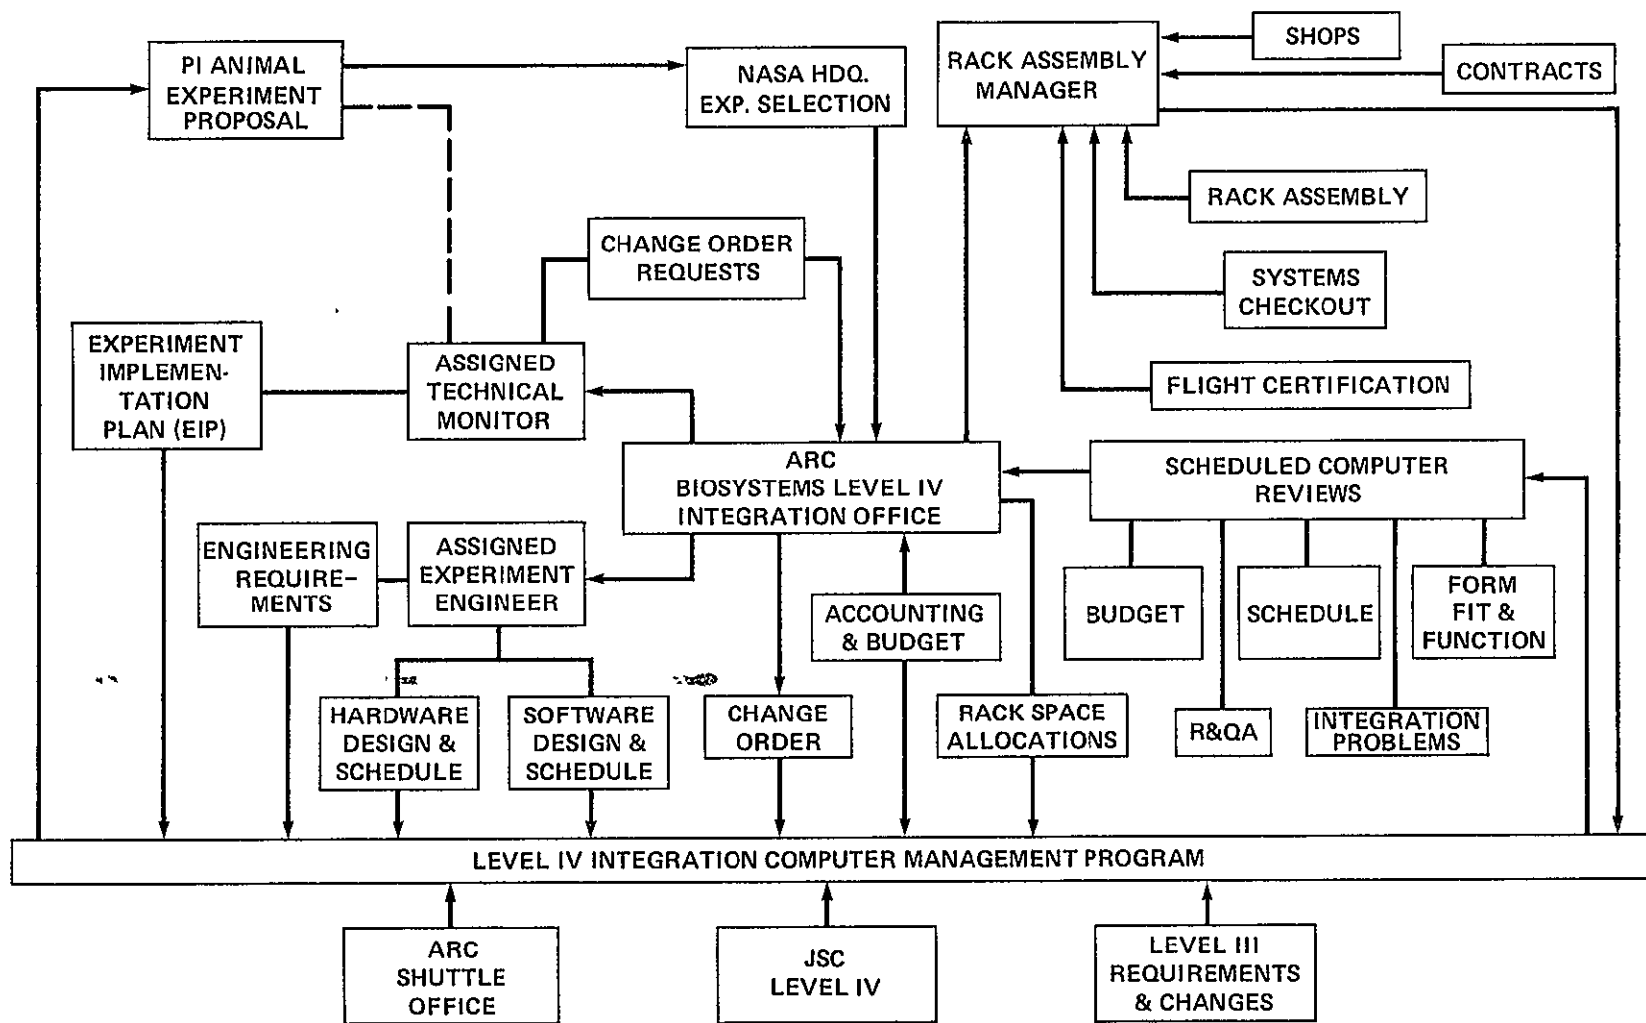 PI ANIMAL
EXPERIMENT
PROPOSAL
NASA HDQ.
EXP. SELECTION
RACK ASSEMBLY
MANAGER
SHOPS
CONTRACTS
RACK ASSEMBLY
CHANGE ORDER
REQUESTS
SYSTEMS
CHECKOUT
EXPERIMENT
IMPLEMEN-
TATION
PLAN (EIP)
ASSIGNED
TECHNICAL
MONITOR
FLIGHT CERTIFICATION
ARC
BIOSYSTEMS LEVEL IV
INTEGRATION OFFICE
SCHEDULED COMPUTER
REVIEWS
ENGINEERING
REQUIRE-
MENTS
ASSIGNED
EXPERIMENT
ENGINEER
ACCOUNTING
& BUDGET
BUDGET
SCHEDULE
FORM
FIT &
FUNCTION
HARDWARE
DESIGN &
SCHEDULE
SOFTWARE
DESIGN &
SCHEDULE
CHANGE
ORDER
RACK SPACE
ALLOCATIONS
R&QA
INTEGRATION
PROBLEMS
LEVEL IV INTEGRATION COMPUTER MANAGEMENT PROGRAM
ARC
SHUTTLE
OFFICE
JSC
LEVEL IV
LEVEL III
REQUIREMENTS
& CHANGES